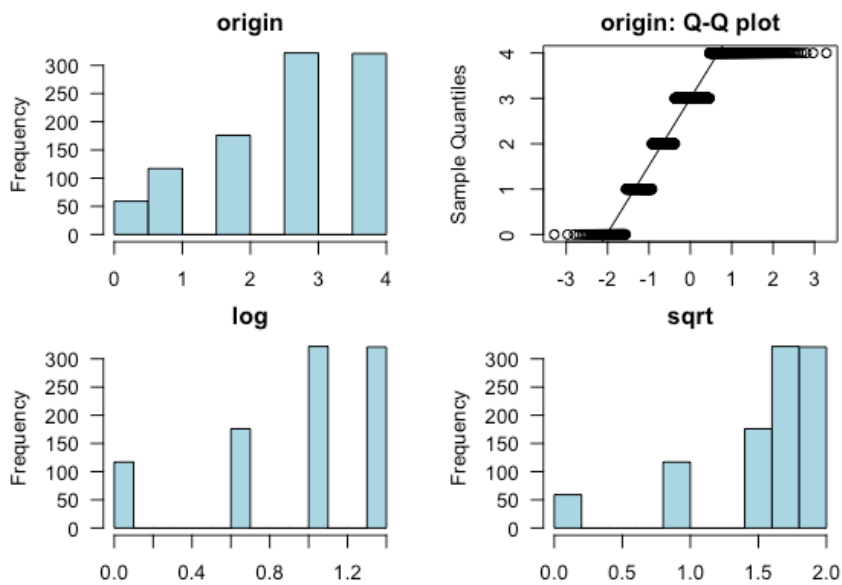 origin
Frequency
0 50 100 150 200 250 300
0 1 2 3 4
origin: Q-Q plot
Sample Quantiles
0 1 2 3 4
-3 -2 -1 0 1 2 3
log
Frequency
0 50 100 150 200 250 300
0.0 0.4 0.8 1.2
sqrt
Frequency
0 50 100 150 200 250 300
0.0 0.5 1.0 1.5 2.0